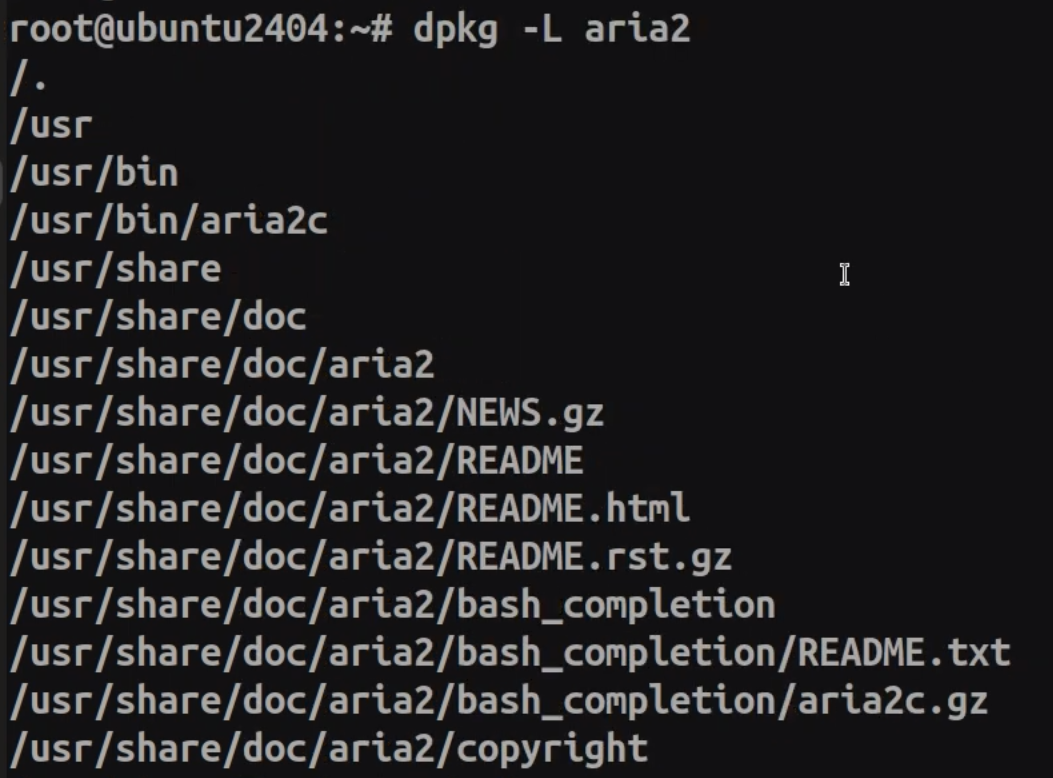 root@ubuntu2404:~# dpkg -L aria2
/.
/usr
/usr/bin
/usr/bin/aria2c
/usr/share
/usr/share/doc
/usr/share/doc/aria2
/usr/share/doc/aria2/NEWS.gz
/usr/share/doc/aria2/README
/usr/share/doc/aria2/README.html
/usr/share/doc/aria2/README.rst.gz
/usr/share/doc/aria2/bash_completion
/usr/share/doc/aria2/bash_completion/README.txt
/usr/share/doc/aria2/bash_completion/aria2c.gz
/usr/share/doc/aria2/copyright